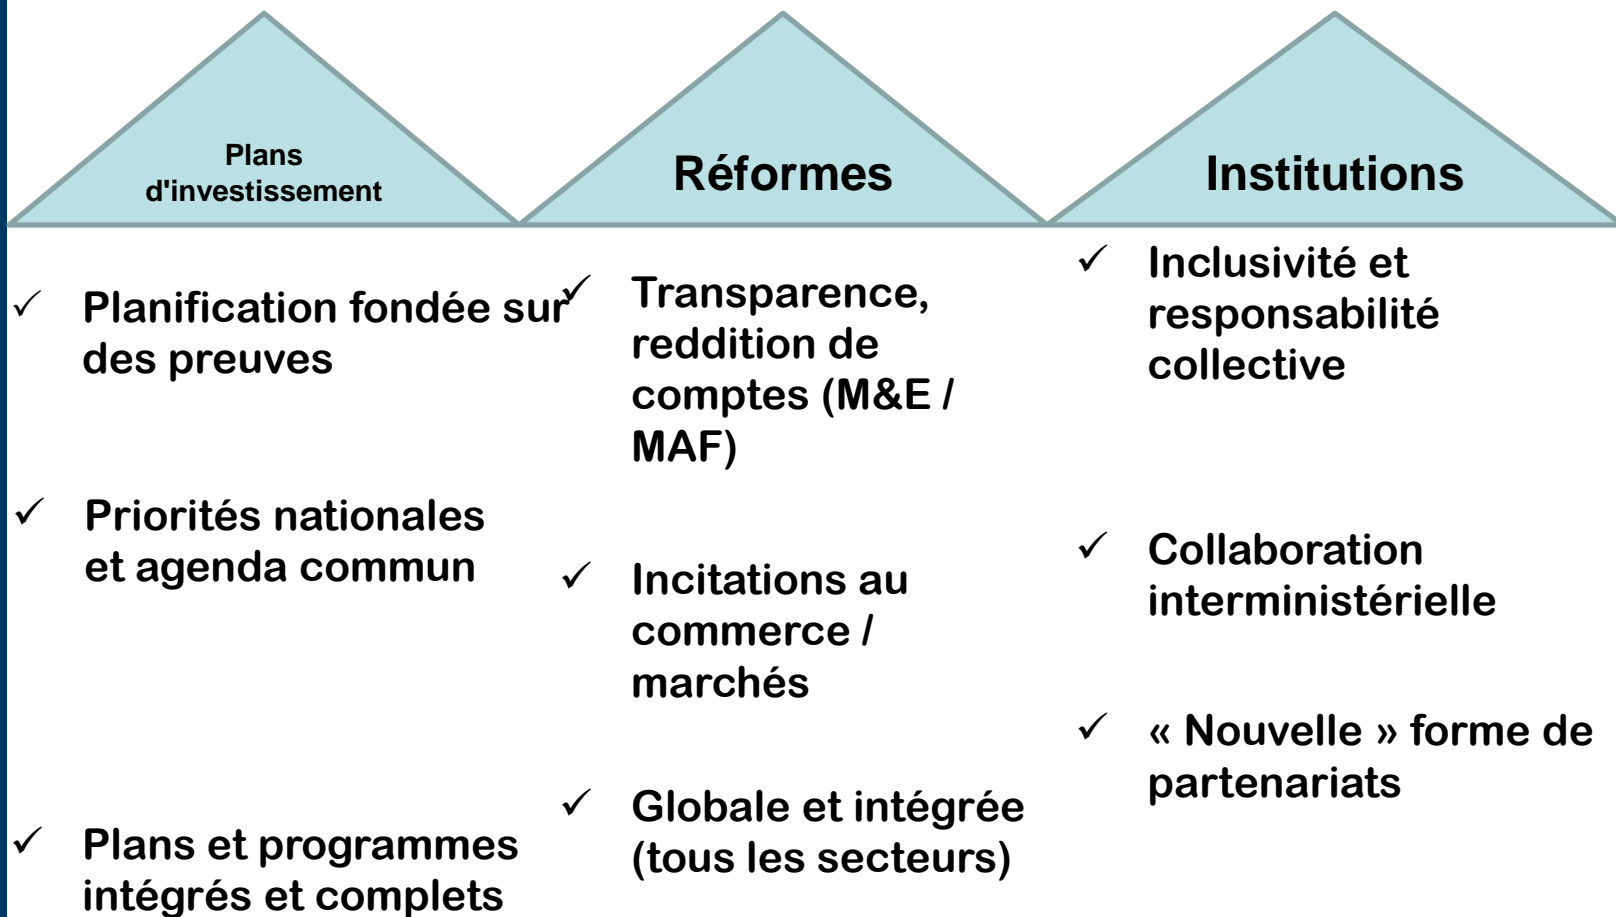 Plans
d'investissement
Réformes
Institutions
✓ Planification fondée sur
des preuves
✓ Priorités nationales
et agenda commun
✓ Plans et programmes
intégrés et complets
✓ Transparence,
reddition de
comptes (M&E /
MAF)
✓ Incitations au
commerce /
marchés
✓ Globale et intégrée
(tous les secteurs)
✓ Inclusivité et
responsabilité
collective
✓ Collaboration
interministérielle
✓ « Nouvelle » forme de
partenariats